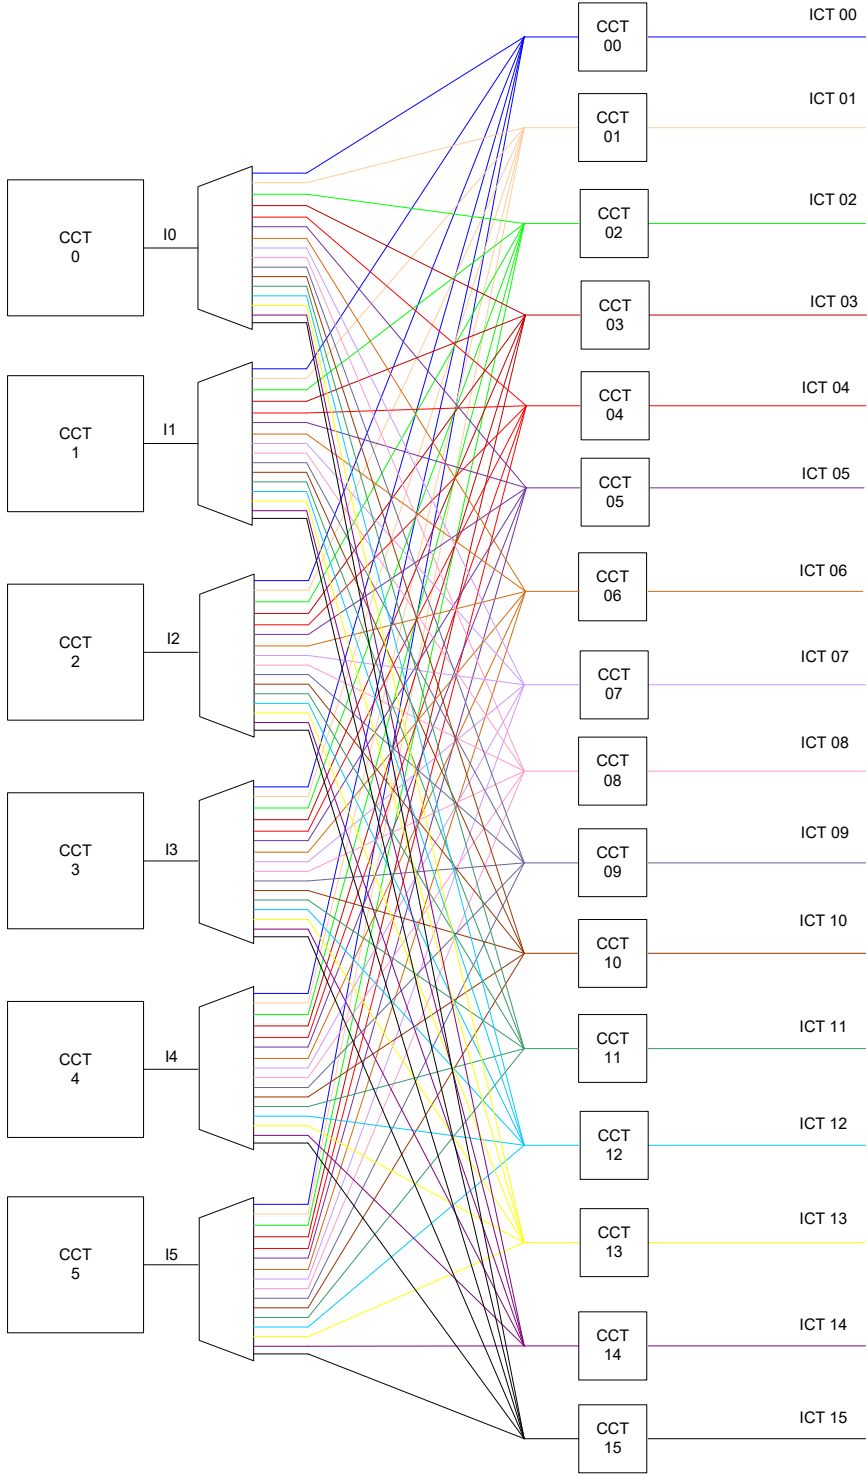 CCT
0
I0
CCT
1
I1
CCT
2
I2
CCT
3
I3
CCT
4
I4
CCT
5
I5
CCT
00
ICT 00
CCT
01
ICT 01
CCT
02
ICT 02
CCT
03
ICT 03
CCT
04
ICT 04
CCT
05
ICT 05
CCT
06
ICT 06
CCT
07
ICT 07
CCT
08
ICT 08
CCT
09
ICT 09
CCT
10
ICT 10
CCT
11
ICT 11
CCT
12
ICT 12
CCT
13
ICT 13
CCT
14
ICT 14
CCT
15
ICT 15